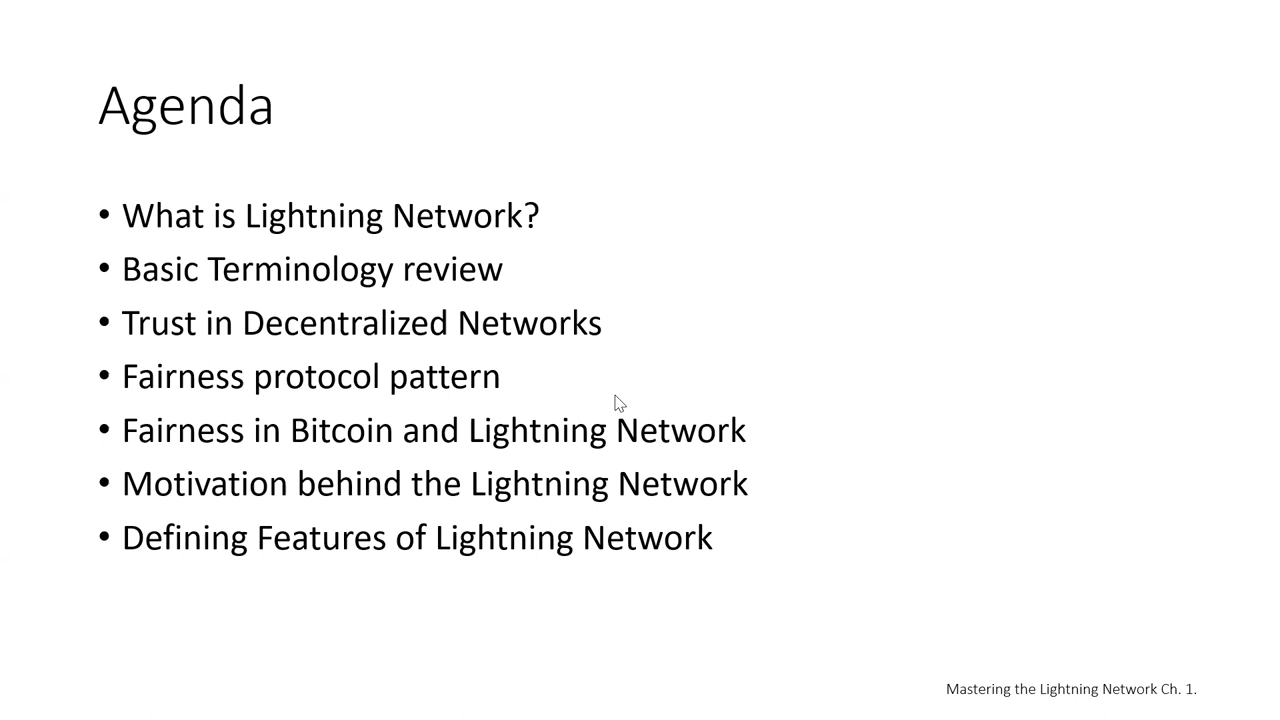 Agenda
• What is Lightning Network?
• Basic Terminology review
• Trust in Decentralized Networks
• Fairness protocol pattern
• Fairness in Bitcoin and Lightning Network
• Motivation behind the Lightning Network
• Defining Features of Lightning Network
Mastering the Lightning Network Ch. 1.